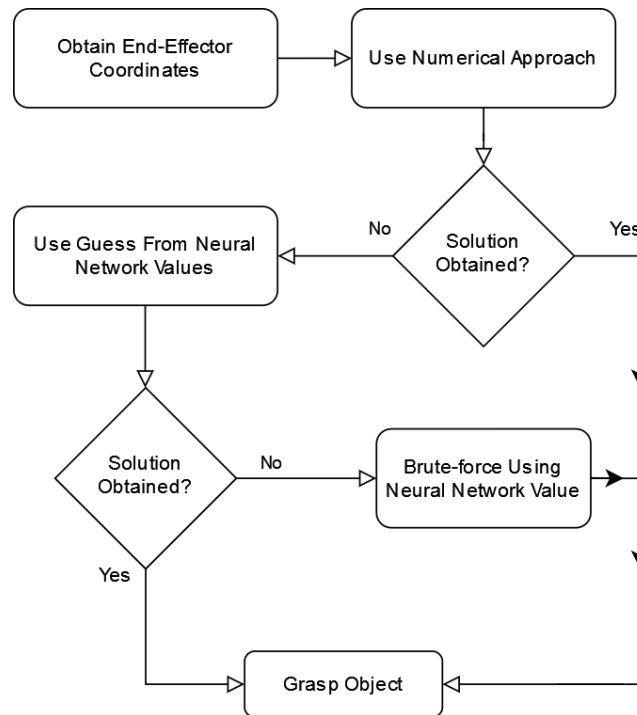 Obtain End-Effector
Coordinates
Use Numerical Approach
Solution
Obtained?
No
Yes
Use Guess From Neural
Network Values
Solution
Obtained?
No
Yes
Brute-force Using
Neural Network Value
Grasp Object